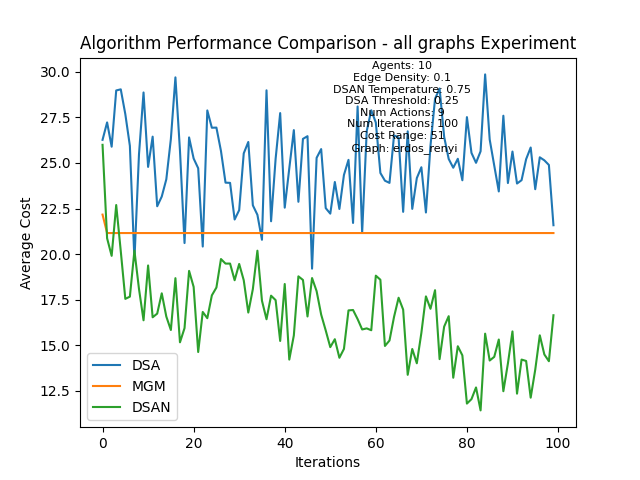 Algorithm Performance Comparison - all graphs Experiment
Agents: 10
Edge Density: 0.1
DSAN Temperature: 0.75
DSA Threshold: 0.25
Num Actions: 9
Num Iterations: 100
Cost Range: 51
Graph: erdos_renyi
30.0
27.5
25.0
22.5
20.0
17.5
15.0
12.5
Average Cost
DSA
MGM
DSAN
0
20
40
60
80
100
Iterations